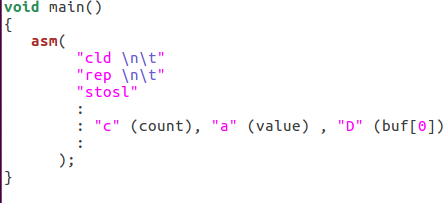 void main()
{
asm(
"cld \n\t"
"rep \n\t"
"stosl"
:
: "c" (count), "a" (value) , "D" (buf[0])
:
);
}